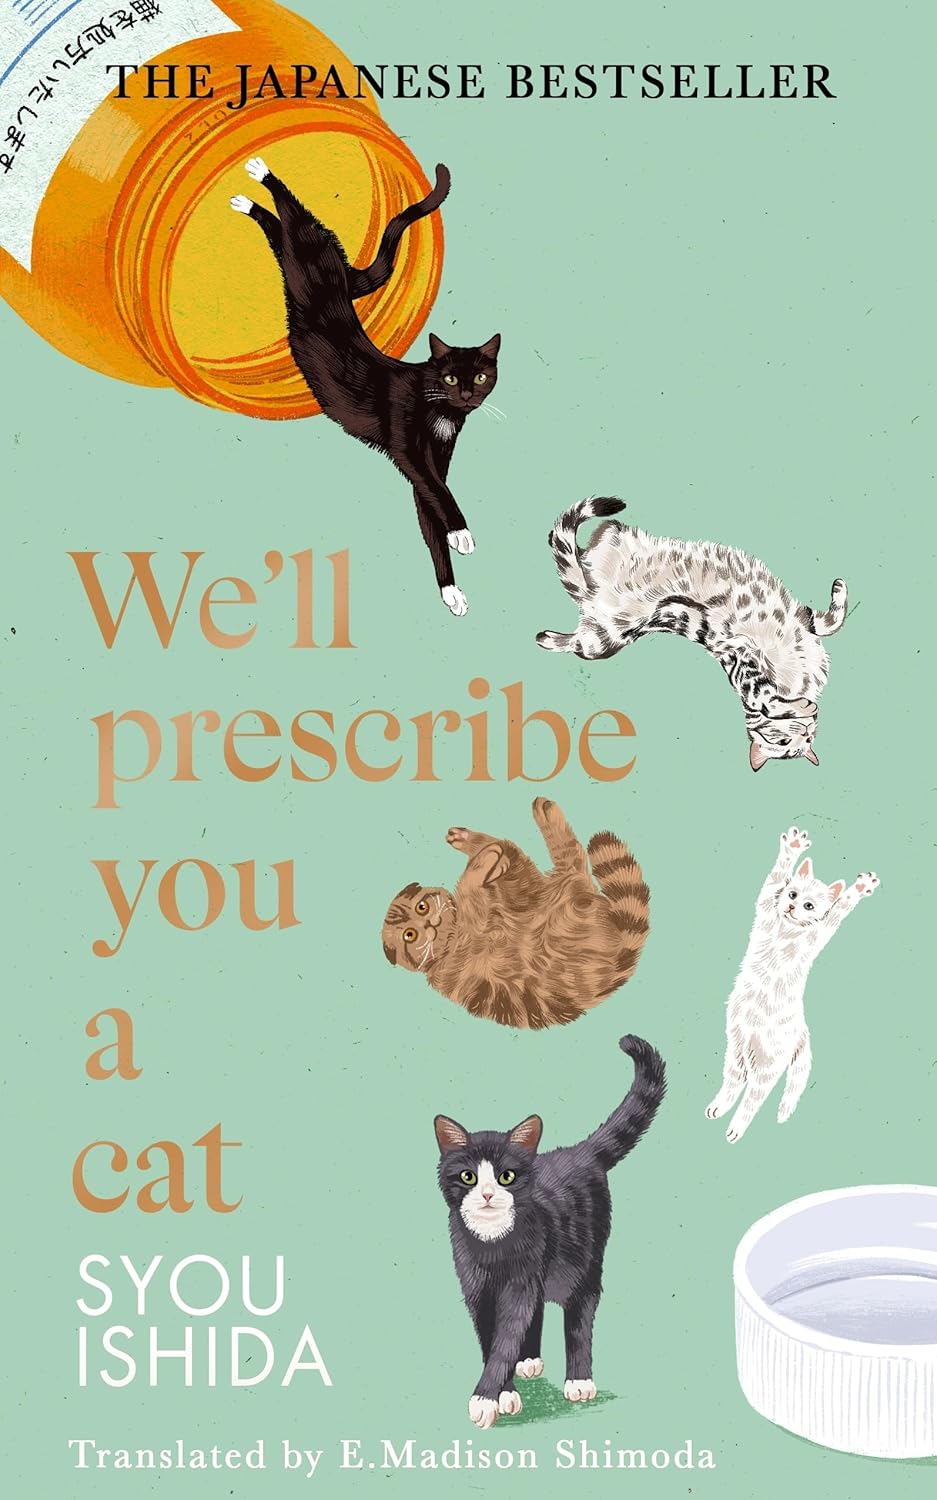 猫を処方いたします
THE JAPANESE BESTSELLER
We'll
prescribe
you
a
cat
SYOU
ISHIDA
Translated by E.Madison Shimoda